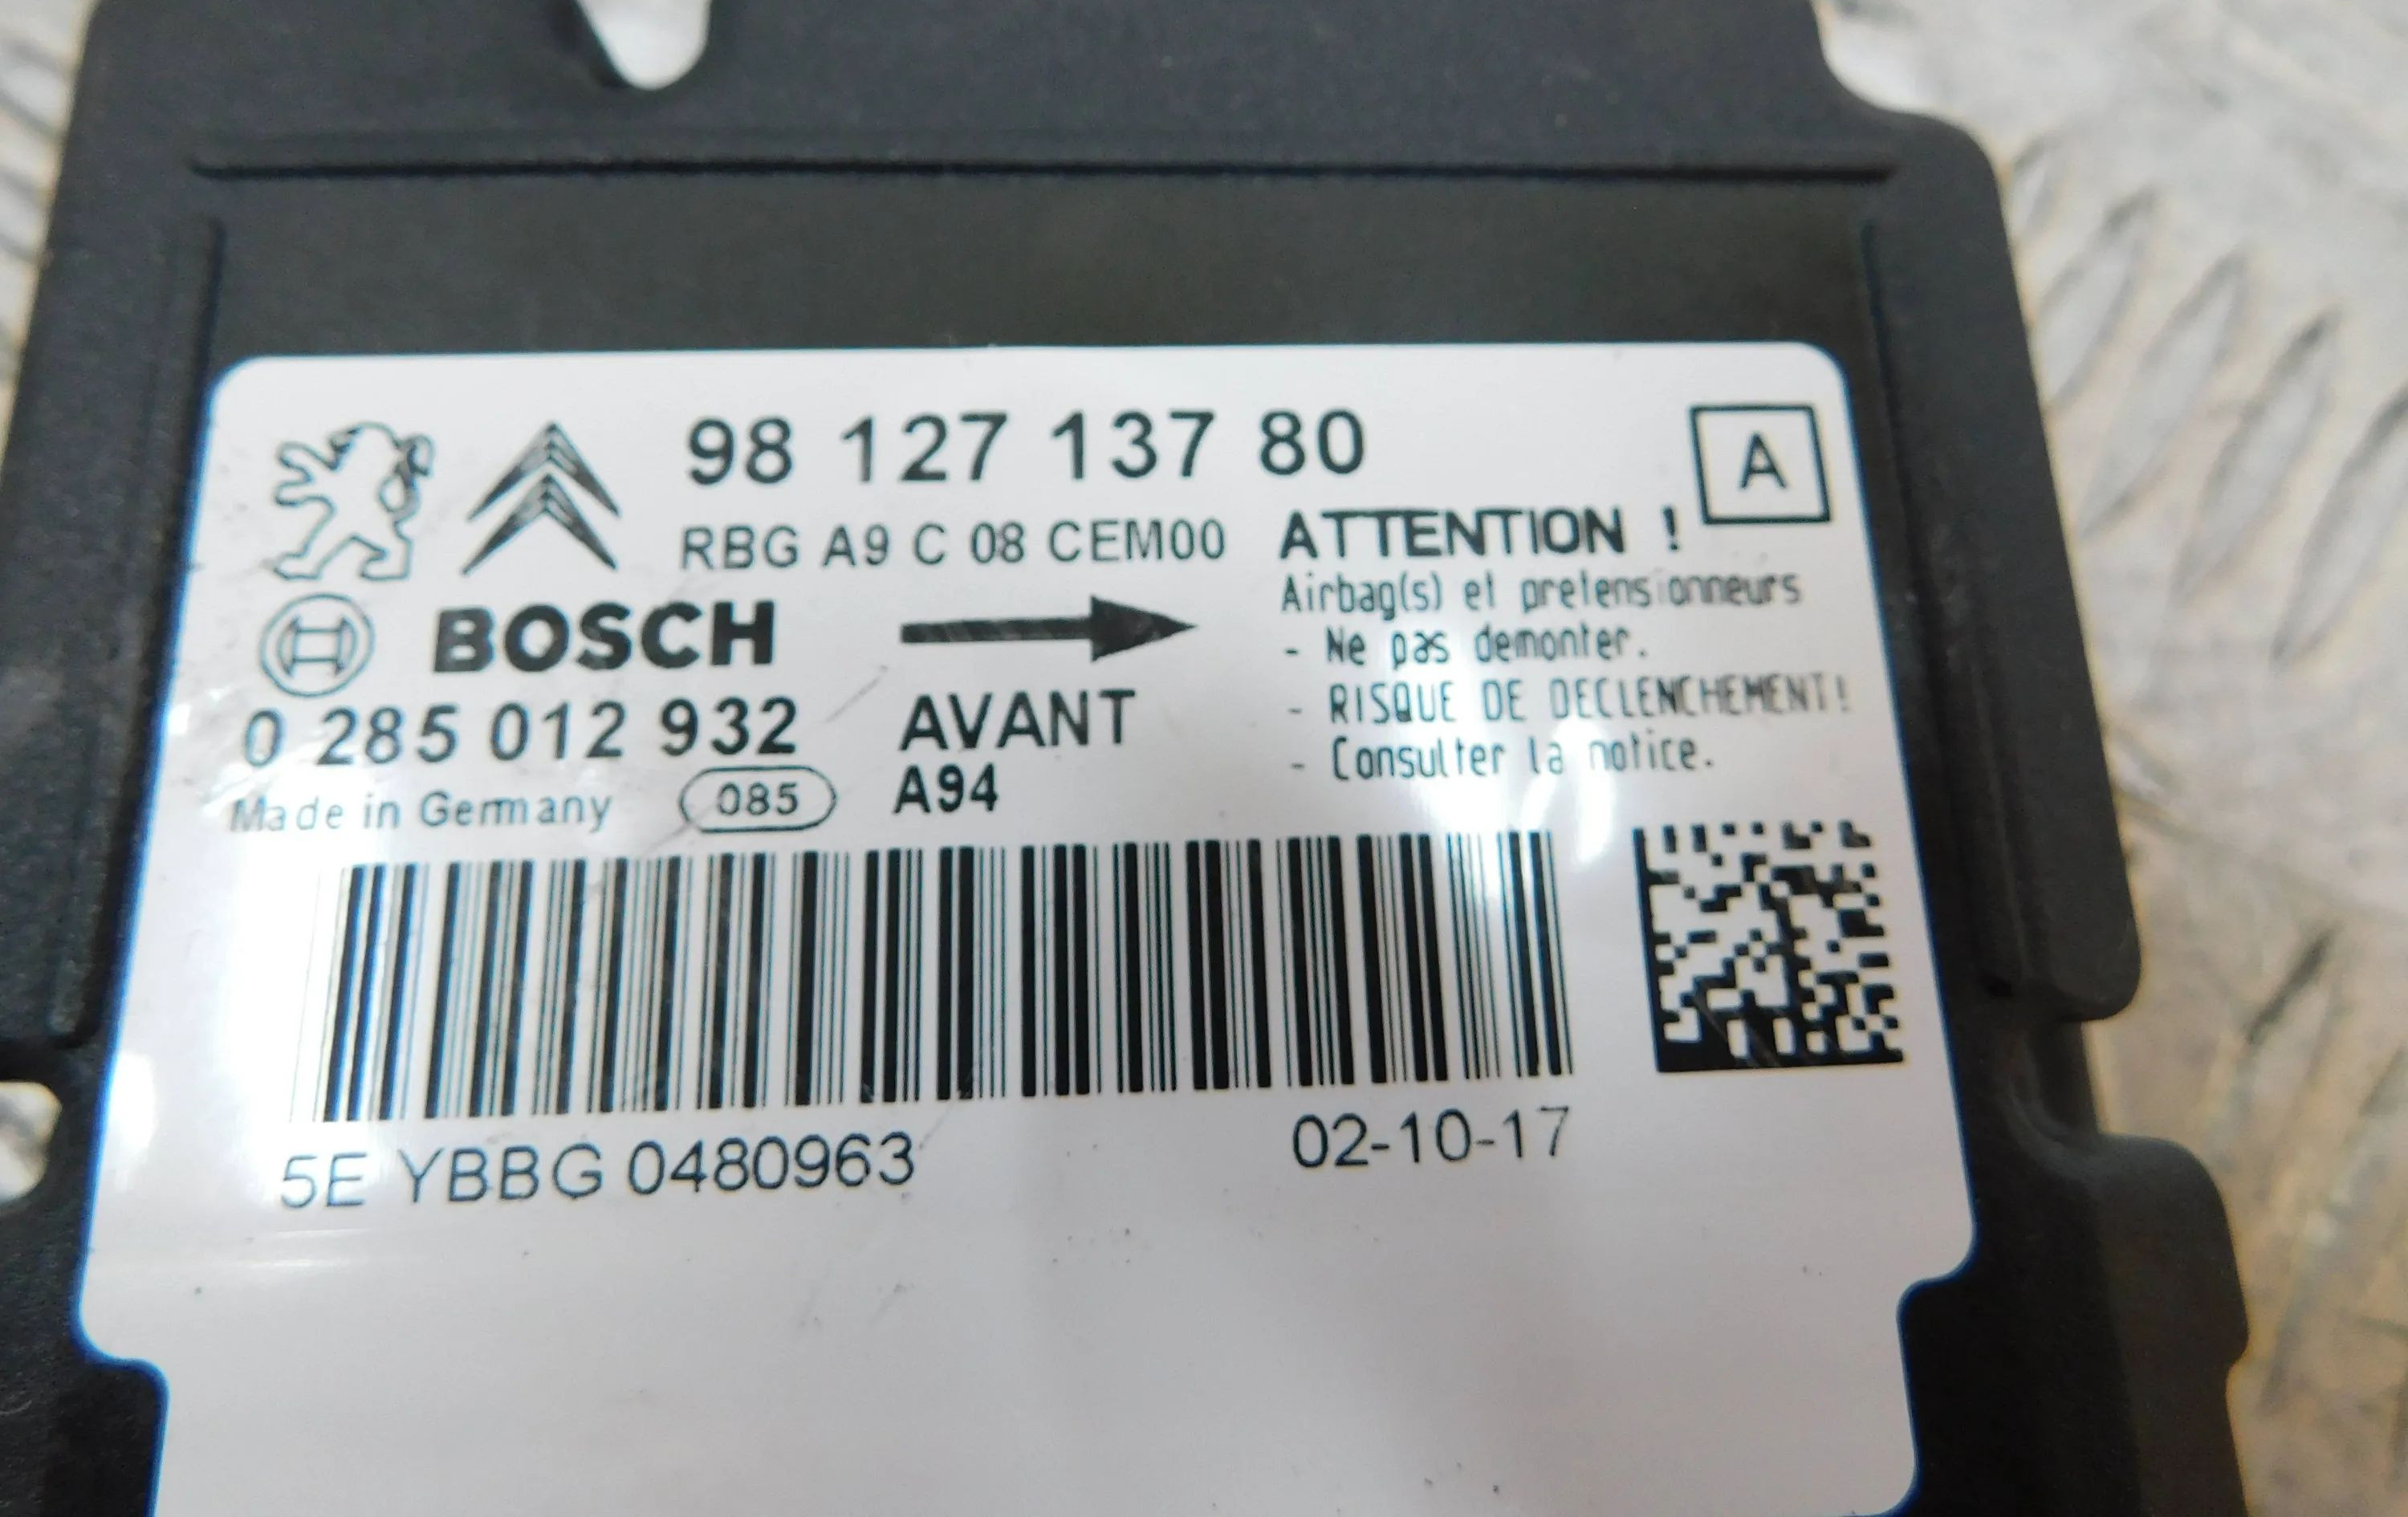 98 127 137 80
A
RBG A9 C 08 CEM00
ATTENTION !
Airbag(s) et pretensionneurs
- Ne pas demonter.
- RISQUE DE DECLENCHEMENT!
- Consulter la notice.
BOSCH
0 285 012 932
AVANT
Made in Germany
085
A94
5E YBBG 0480963
02-10-17